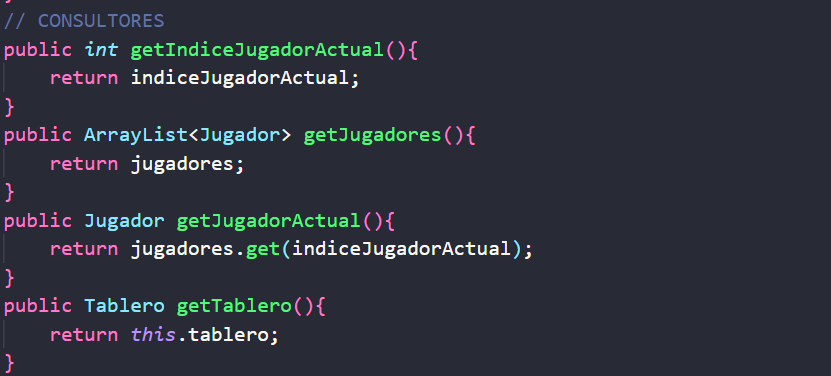 }
// CONSULTORES
public int getIndiceJugadorActual(){
    return indiceJugadorActual;
}
public ArrayList<Jugador> getJugadores(){
    return jugadores;
}
public Jugador getJugadorActual(){
    return jugadores.get(indiceJugadorActual);
}
public Tablero getTablero(){
    return this.tablero;
}